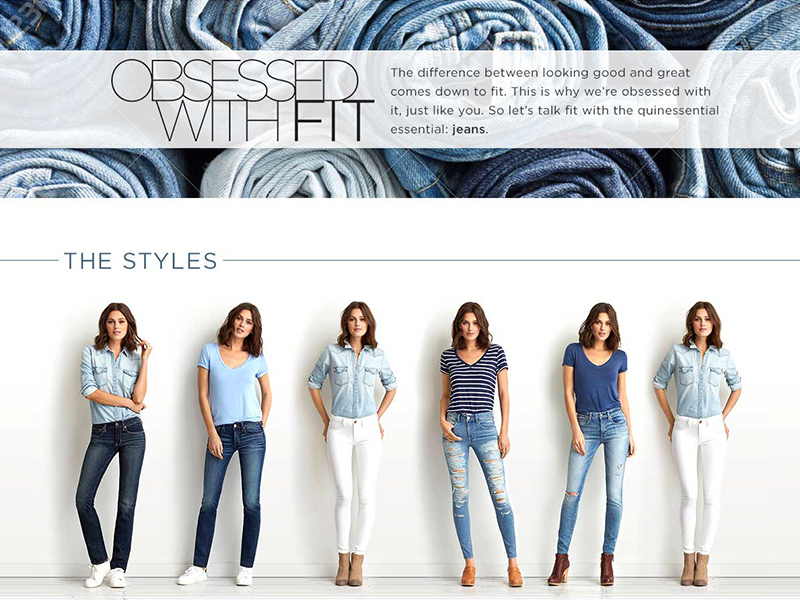 OBSESSED
WITH FIT
The difference between looking good and great
comes down to fit. This is why we're obsessed with
it, just like you. So let's talk fit with the quinessential
essential: jeans.
THE STYLES